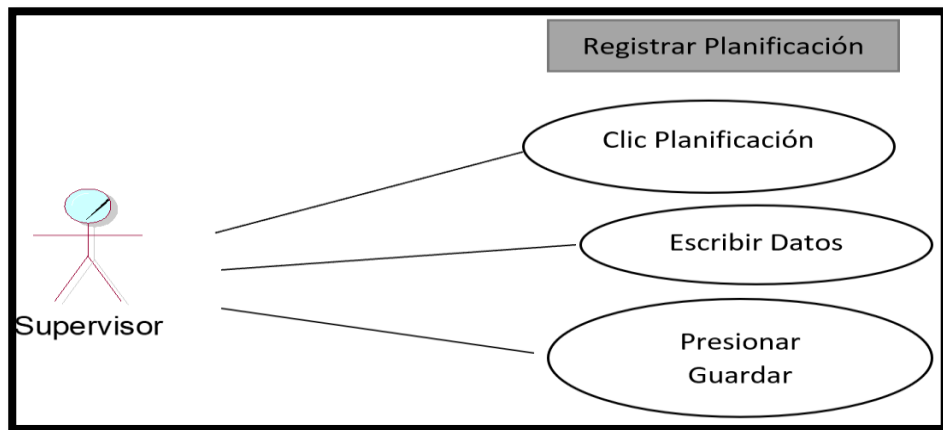 Registrar Planificación
Clic Planificación
Escribir Datos
Supervisor
Presionar
Guardar